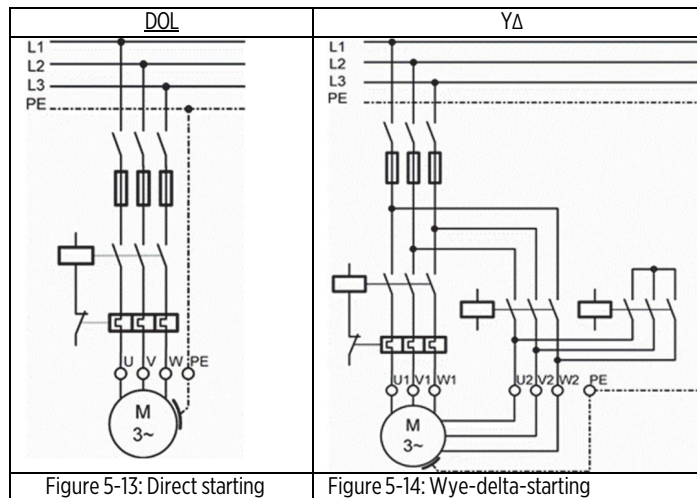 DOL
YΔ
L1
L2
L3
PE
U V W PE
M
3~
L1
L2
L3
PE
U1 V1 W1 U2 V2 W2 PE
M
3~
Figure 5-13: Direct starting
Figure 5-14: Wye-delta-starting